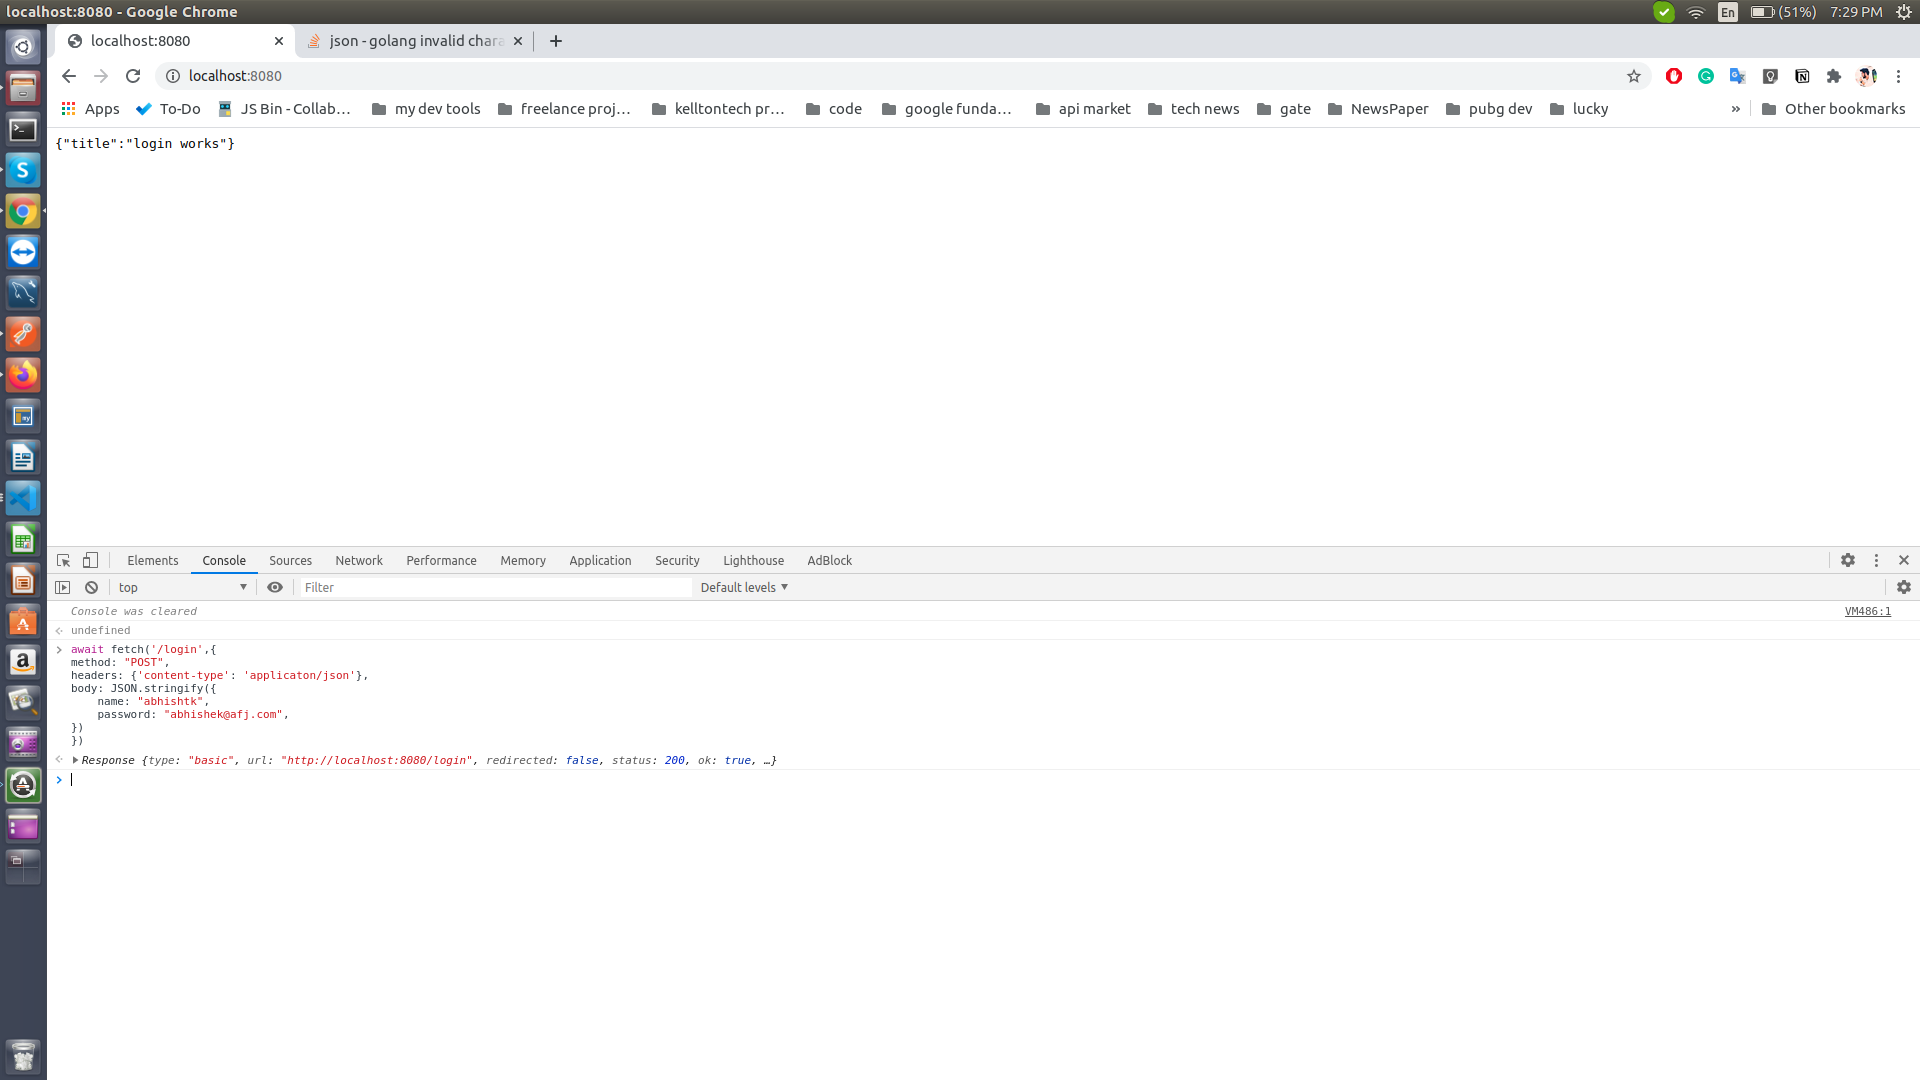 localhost:8080 - Google Chrome
En (51%) 7:29 PM
localhost:8080 json - golang invalid chara
localhost:8080
Apps To-Do JS Bin - Collab... my dev tools freelance proj... kelltontech pr... code google funda... api market tech news gate NewsPaper pubg dev lucky » Other bookmarks
{"title":"login works"}
Elements Console Sources Network Performance Memory Application Security Lighthouse AdBlock
top Filter Default levels
Console was cleared VM486:1
undefined
await fetch('/login',{
method: "POST",
headers: {'content-type': 'applicaton/json'},
body: JSON.stringify({
name: "abhishtk",
password: "abhishek@afj.com",
})
})
Response {type: "basic", url: "http://localhost:8080/login", redirected: false, status: 200, ok: true, …}